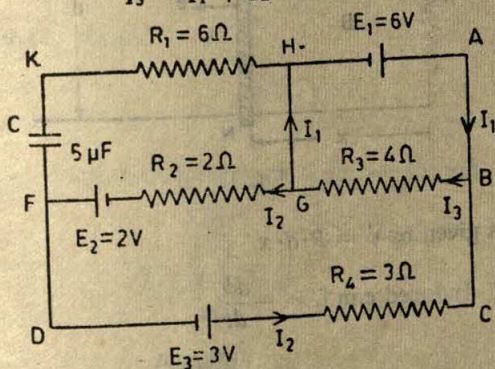 R₁ = 6Ω
E₁ = 6V
K
H-
A
C
5 μF
I₁
I₁
R₂ = 2Ω
R₃ = 4Ω
F
G
B
I₂
I₃
E₂ = 2V
R₄ = 3Ω
D
I₂
C
E₃ = 3V